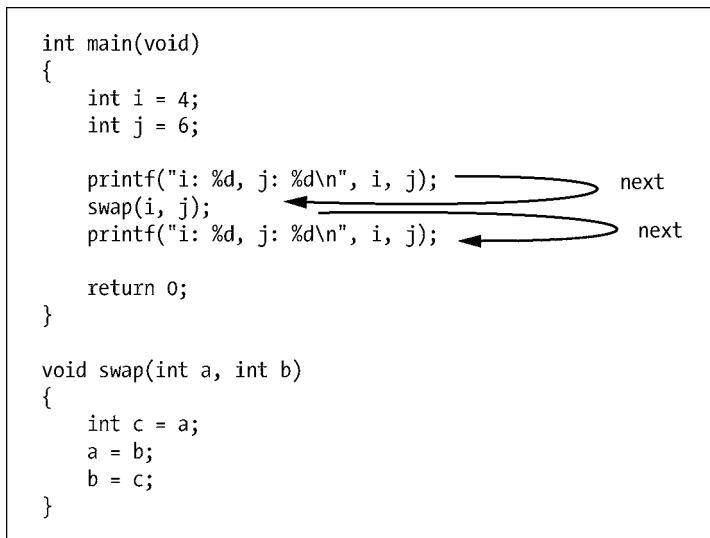 int main(void)
{
    int i = 4;
    int j = 6;

    printf("i: %d, j: %d\n", i, j);    next
    swap(i, j);
    printf("i: %d, j: %d\n", i, j);    next

    return 0;
}

void swap(int a, int b)
{
    int c = a;
    a = b;
    b = c;
}